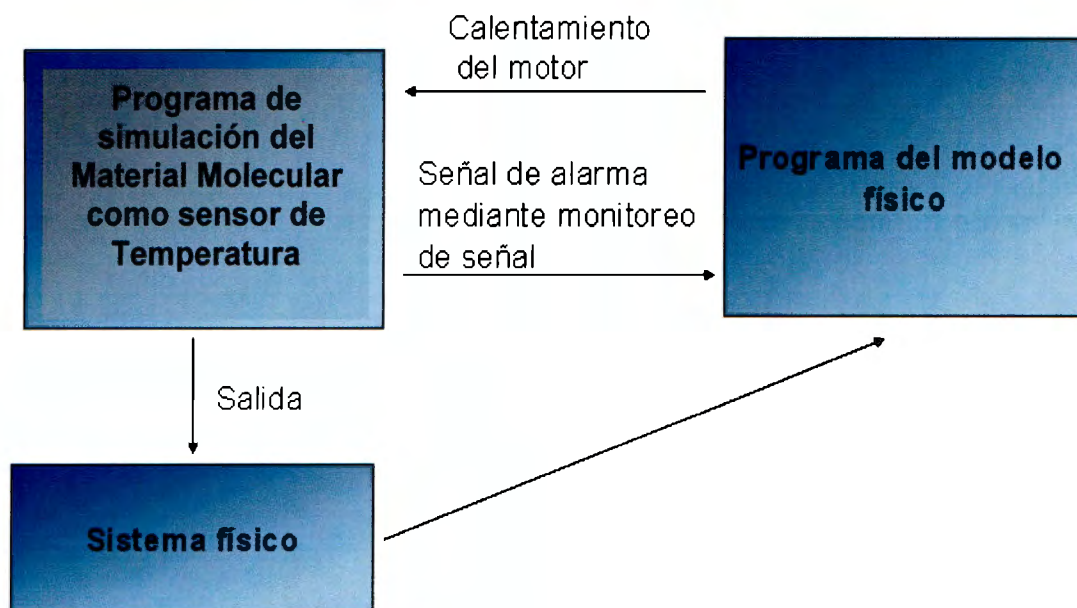 Calentamiento
del motor
Programa de
simulación del
Material Molecular
como sensor de
Temperatura
Señal de alarma
mediante monitoreo
de señal
Programa del modelo
físico
Salida
Sistema físico